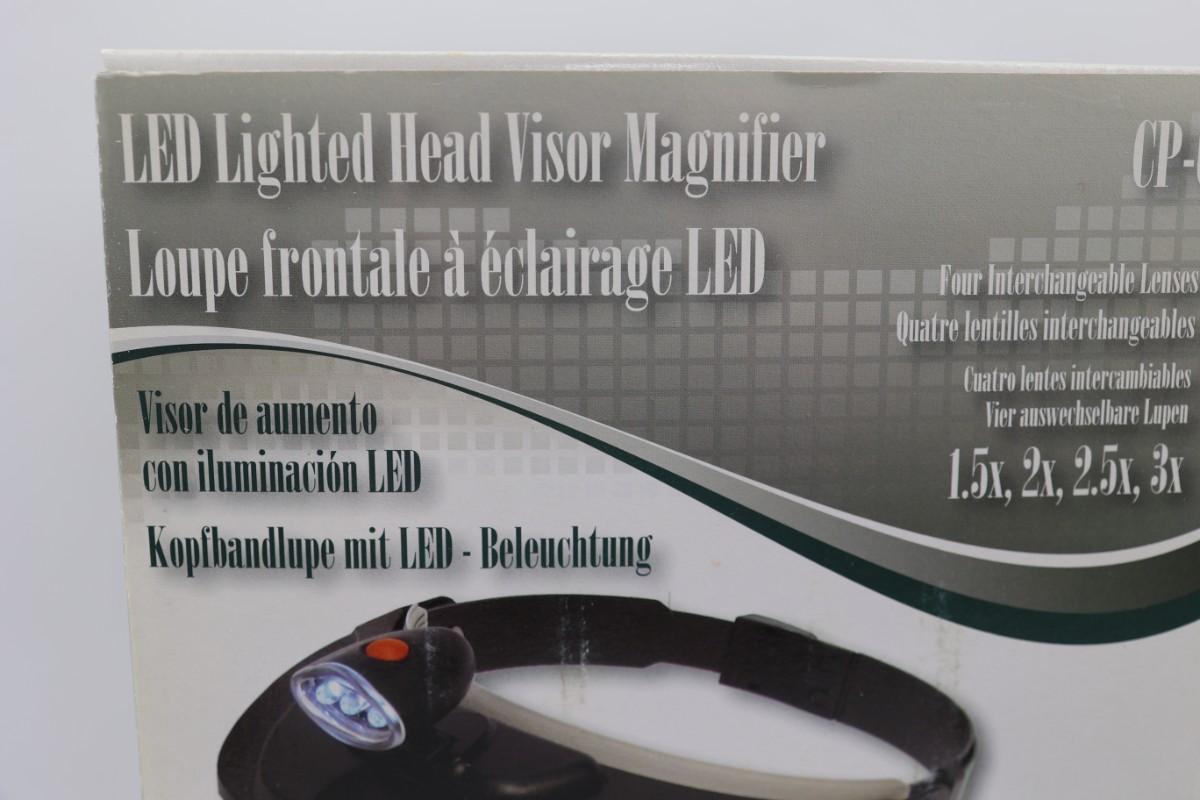 LED Lighted Head Visor Magnifier
Loupe frontale à éclairage LED
CP-
Four Interchangeable Lenses
Quatre lentilles interchangeables
Cuatro lentes intercambiables
Vier auswechselbare Lupen
1.5x, 2x, 2.5x, 3x
Visor de aumento
con iluminación LED
Kopfbandlupe mit LED - Beleuchtung